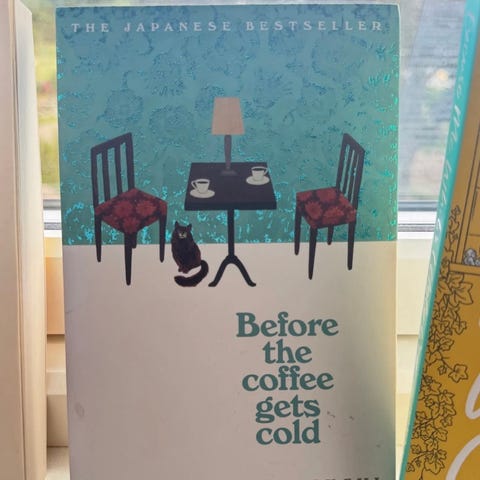 THE JAPANESE BESTSELLER
Before
the
coffee
gets
cold